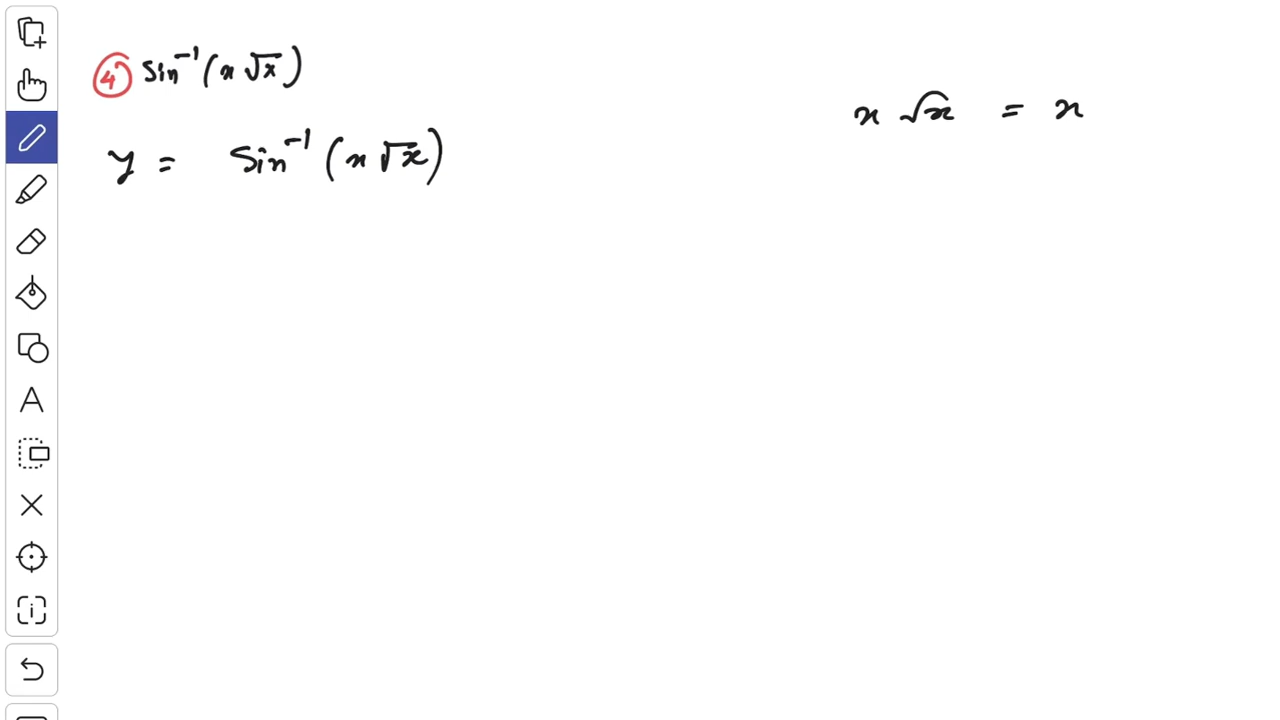 ④ Sin⁻¹(x √x)
y = Sin⁻¹(x √x)
x √x = x